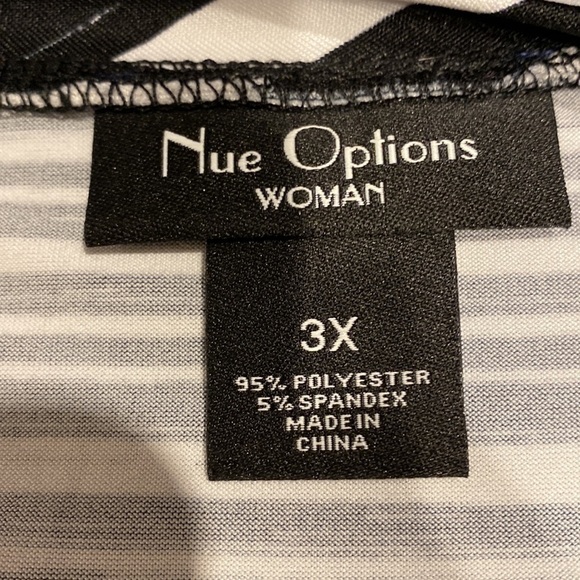 Nue Options
WOMAN
3X
95% POLYESTER
5% SPANDEX
MADE IN
CHINA